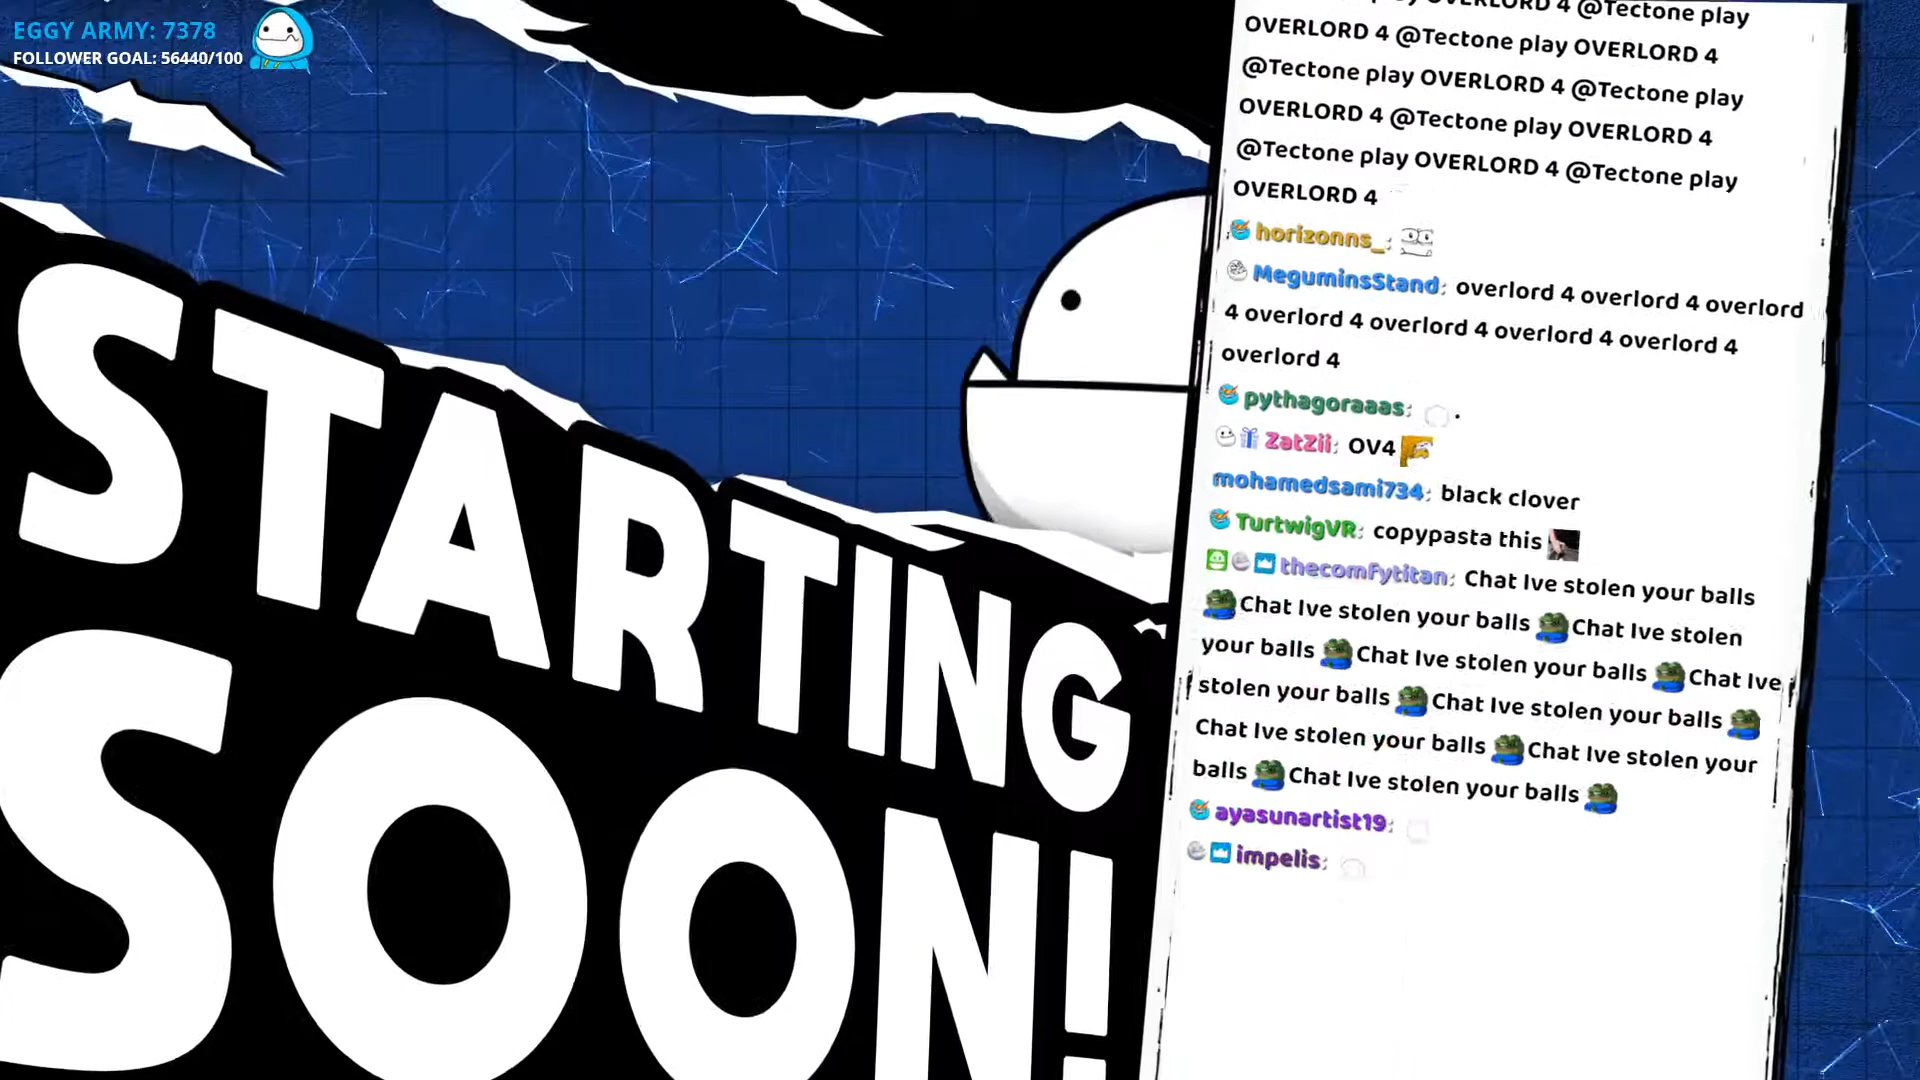 EGGY ARMY: 7378
FOLLOWER GOAL: 56440/100
STARTING
SOON!
OVERLORD 4 @Tectone play
OVERLORD 4 @Tectone play OVERLORD 4
@Tectone play OVERLORD 4 @Tectone play
OVERLORD 4 @Tectone play OVERLORD 4
@Tectone play OVERLORD 4 @Tectone play
OVERLORD 4
horizonns_:
MeguminsStand: overlord 4 overlord 4 overlord
4 overlord 4 overlord 4 overlord 4 overlord 4
overlord 4
pythagoraaas: .
ZatZii: OV4
mohamedsami734: black clover
TurtwigVR: copypasta this
thecomfytitan: Chat Ive stolen your balls
Chat Ive stolen your balls Chat Ive stolen
your balls Chat Ive stolen your balls Chat Ive
stolen your balls Chat Ive stolen your balls
Chat Ive stolen your balls Chat Ive stolen your
balls Chat Ive stolen your balls
ayasunartist19:
impelis: